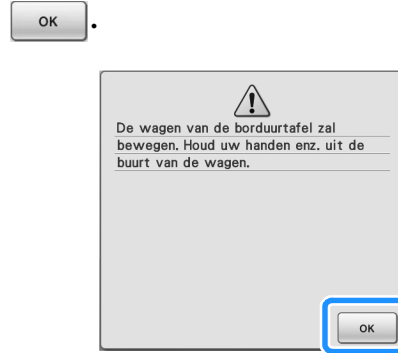 OK.
De wagen van de borduurtafel zal
bewegen. Houd uw handen enz. uit de
buurt van de wagen.
OK